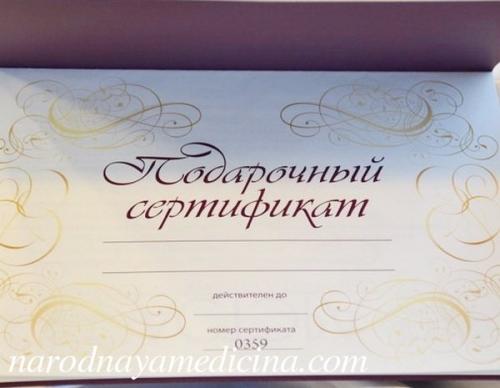 Подарочный
сертификат
действителен до
номер сертификата
0359
narodnayamedicina.com